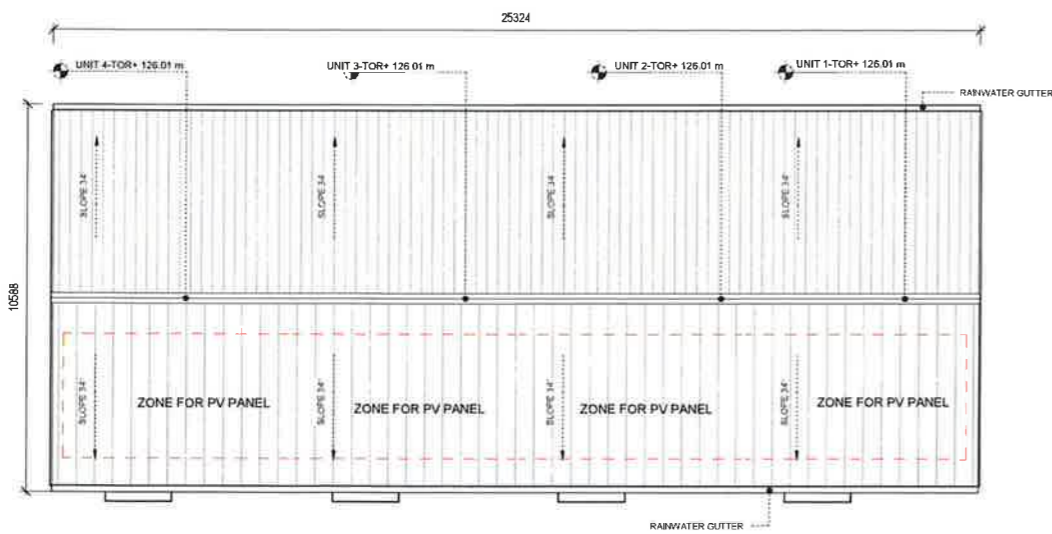 25324
UNIT 4-TOR+ 126.01 m
UNIT 3-TOR+ 126.01 m
UNIT 2-TOR+ 126.01 m
UNIT 1-TOR+ 126.01 m
RAINWATER GUTTER
SLOPE 34°
SLOPE 34°
SLOPE 34°
SLOPE 34°
10588
SLOPE 34°
SLOPE 34°
SLOPE 34°
SLOPE 34°
ZONE FOR PV PANEL
ZONE FOR PV PANEL
ZONE FOR PV PANEL
ZONE FOR PV PANEL
RAINWATER GUTTER